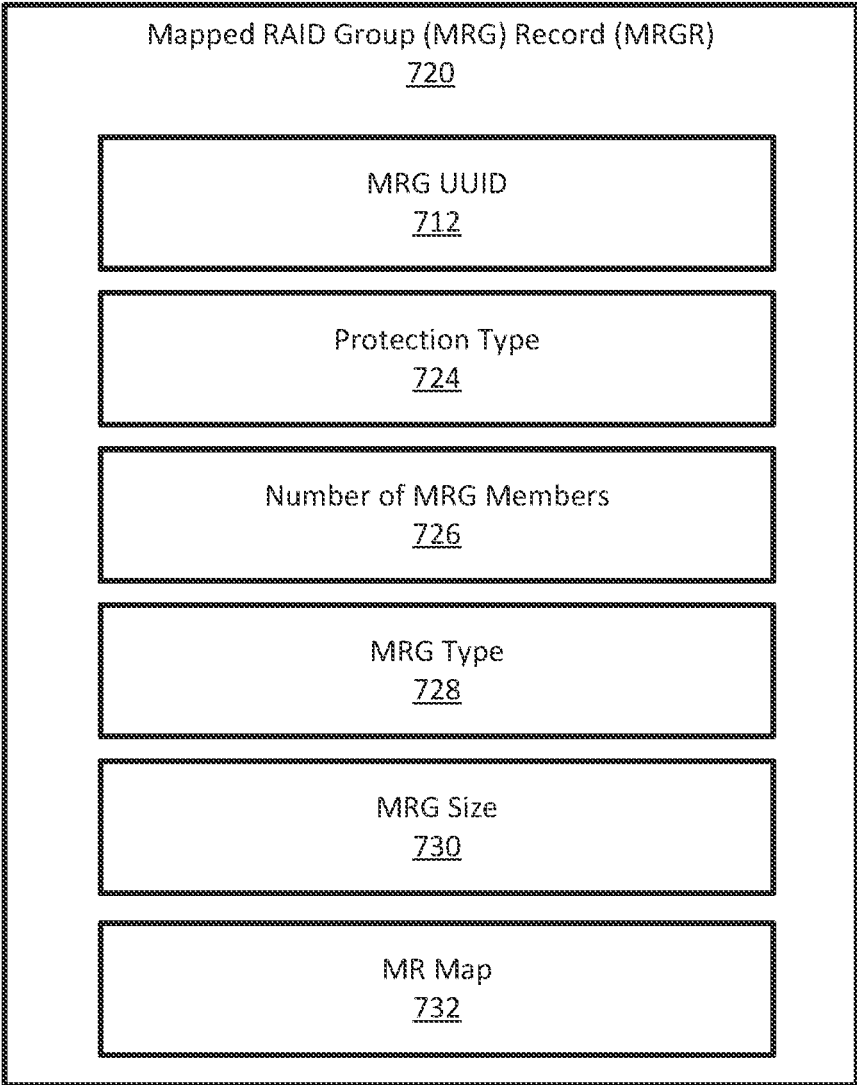 Mapped RAID Group (MRG) Record (MRGR)
720
MRG UUID
712
Protection Type
724
Number of MRG Members
726
MRG Type
728
MRG Size
730
MR Map
732